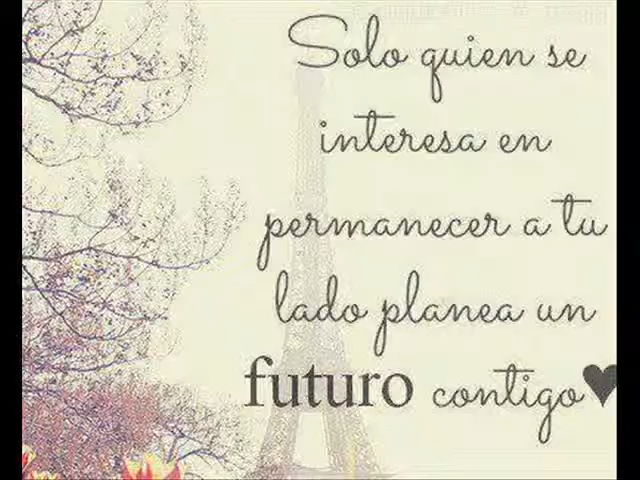 Solo quien se
interesa en
permanecer a tu
lado planea un
futuro contigo♥